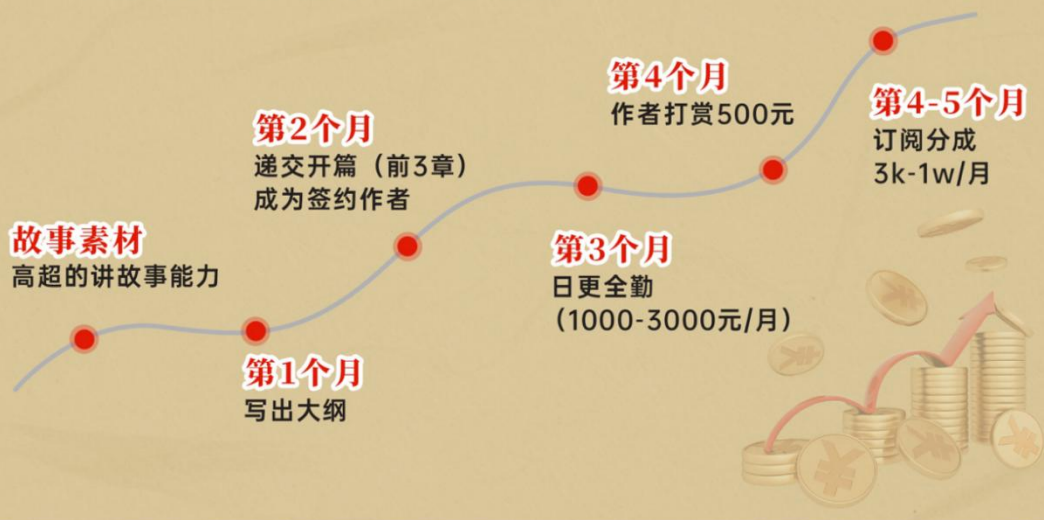 故事素材
高超的讲故事能力
第1个月
写出大纲
第2个月
递交开篇（前3章）
成为签约作者
第3个月
日更全勤
（1000-3000元/月）
第4个月
作者打赏500元
第4-5个月
订阅分成
3k-1w/月